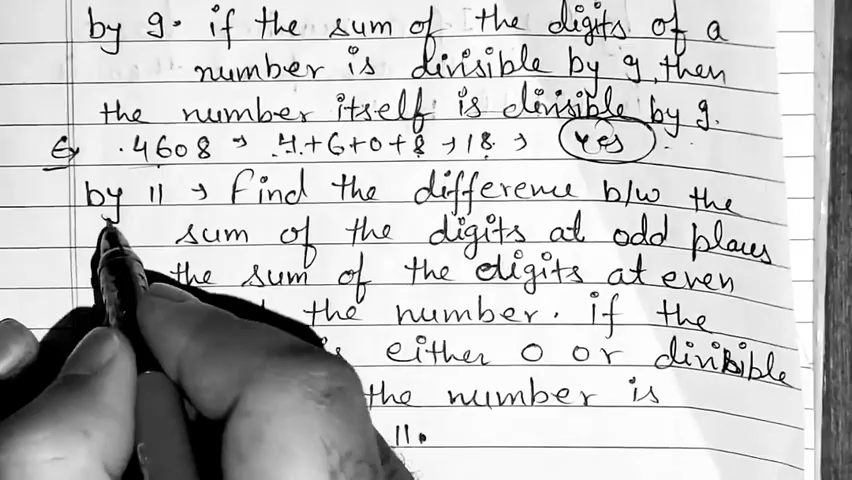 by 9. if the sum of the digits of a
number is divisible by 9, then
the number itself is divisible by 9.
Eg .4608 → 4+6+0+8 → 18 → Yes
by 11 → Find the difference b/w the
sum of the digits at odd places
the sum of the digits at even
the number. if the
either 0 or divisible
the number is
11.